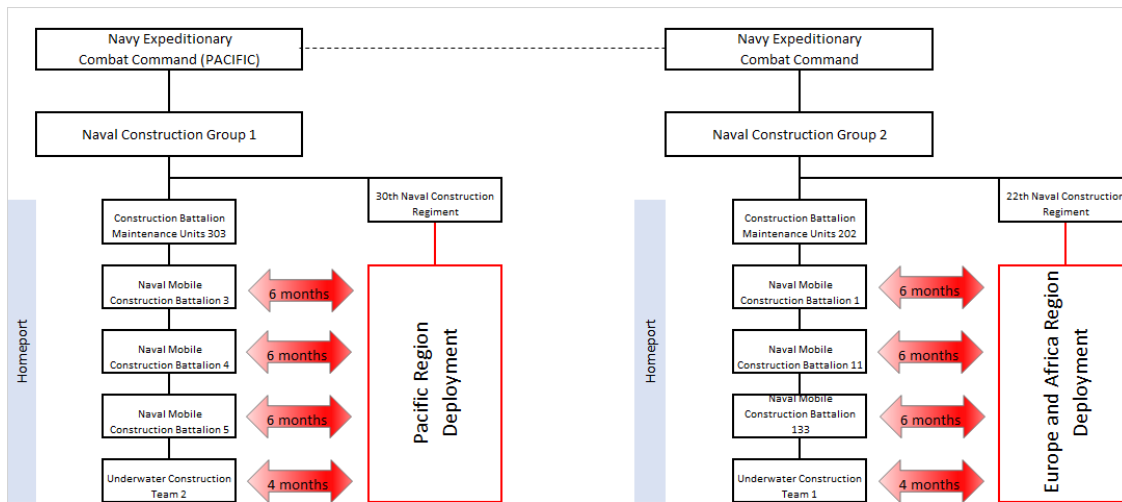 Navy Expeditionary
Combat Command (PACIFIC)
Navy Expeditionary
Combat Command
Naval Construction Group 1
Naval Construction Group 2
Homeport
30th Naval Construction
Regiment
Construction Battalion
Maintenance Units 303
Naval Mobile
Construction Battalion 3
6 months
Naval Mobile
Construction Battalion 4
6 months
Naval Mobile
Construction Battalion 5
6 months
Underwater Construction
Team 2
4 months
Pacific Region
Deployment
Homeport
22th Naval Construction
Regiment
Construction Battalion
Maintenance Units 202
Naval Mobile
Construction Battalion 1
6 months
Naval Mobile
Construction Battalion 11
6 months
Naval Mobile
Construction Battalion
133
6 months
Underwater Construction
Team 1
4 months
Europe and Africa Region
Deployment